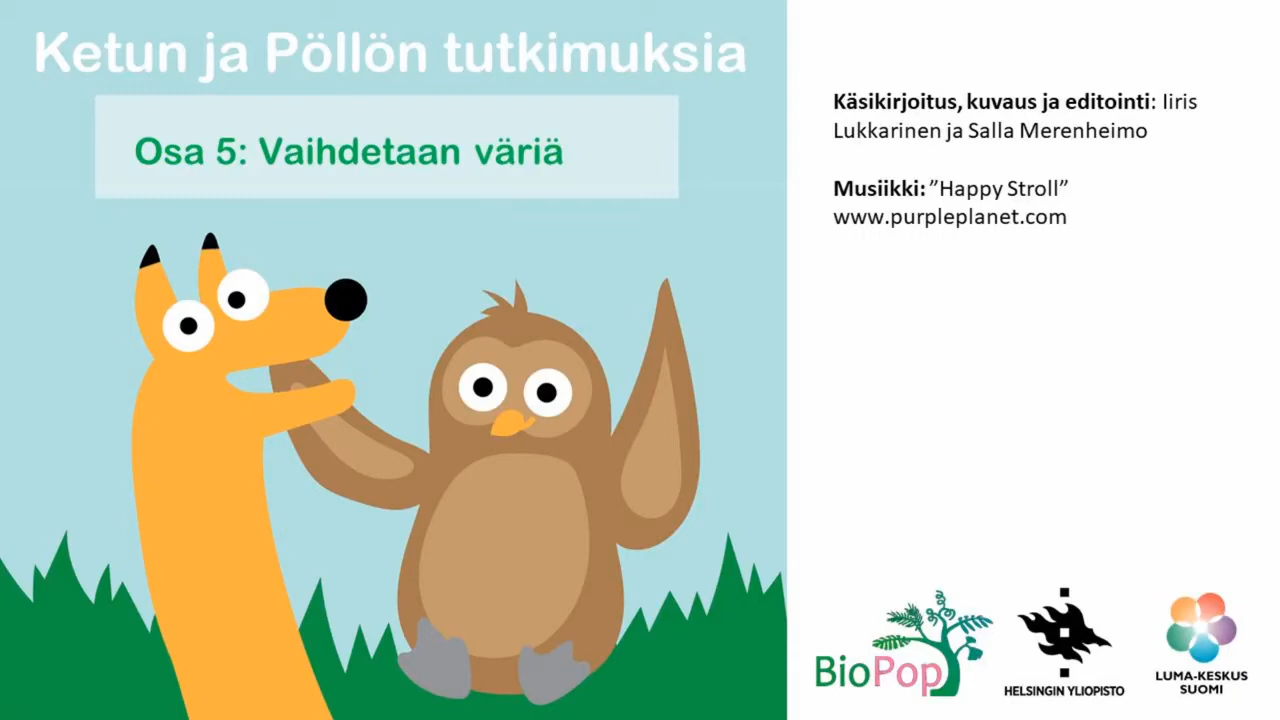 Ketun ja Pöllön tutkimuksia
Osa 5: Vaihdetaan väriä
Käsikirjoitus, kuvaus ja editointi: Iiris
Lukkarinen ja Salla Merenheimo
Musiikki: ”Happy Stroll”
www.purpleplanet.com
BioPop
HELSINGIN YLIOPISTO
LUMA-KESKUS
SUOMI